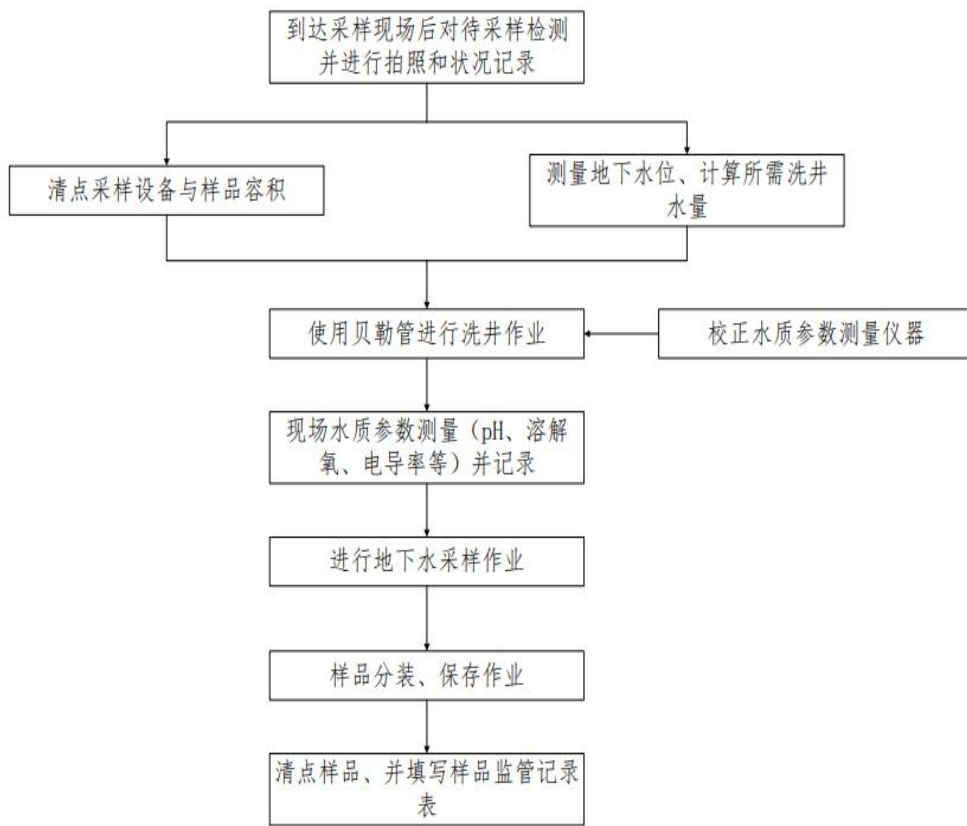 到达采样现场后对待采样检测
并进行拍照和状况记录
清点采样设备与样品容积
测量地下水位、计算所需洗井
水量
使用贝勒管进行洗井作业
校正水质参数测量仪器
现场水质参数测量（pH、溶解
氧、电导率等）并记录
进行地下水采样作业
样品分装、保存作业
清点样品、并填写样品监管记录
表